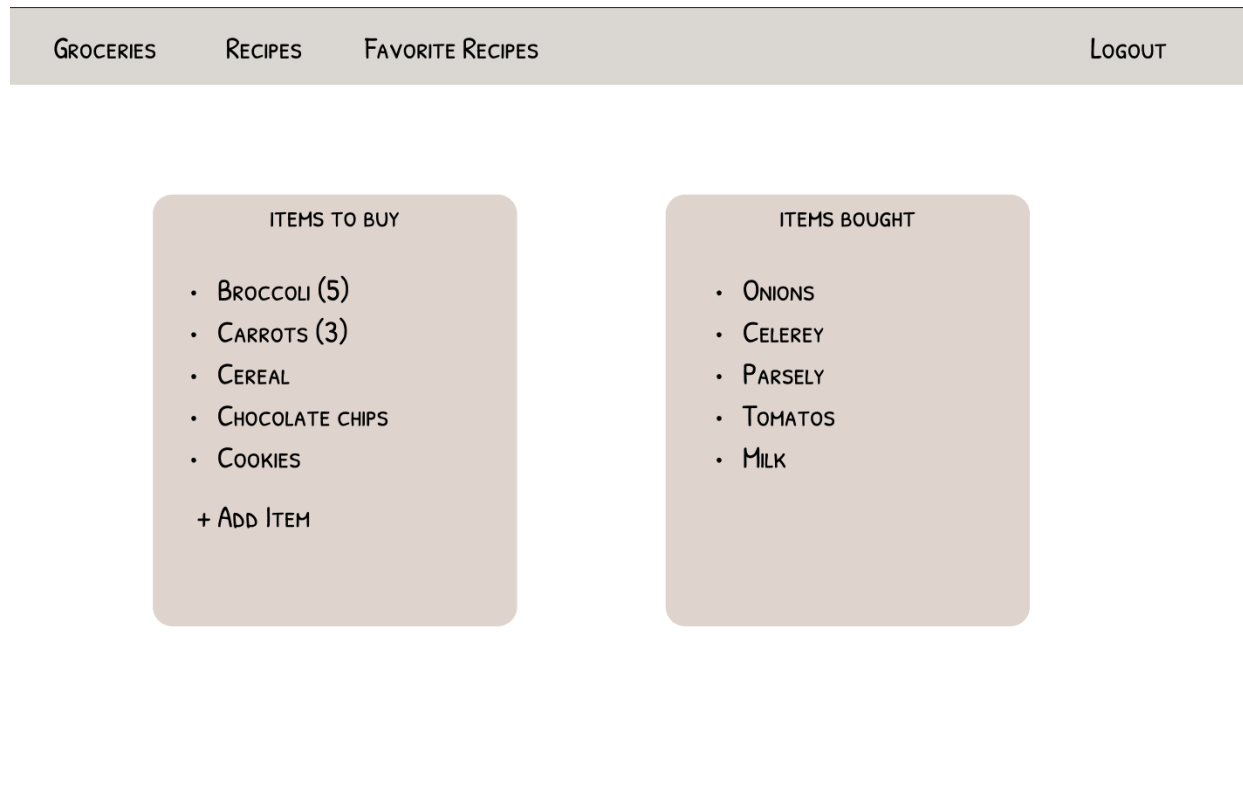 Groceries Recipes Favorite Recipes Logout
items to buy
• Broccoli (5)
• Carrots (3)
• Cereal
• Chocolate chips
• Cookies
+ Add Item
items bought
• Onions
• Celerey
• Parsely
• Tomatos
• Milk